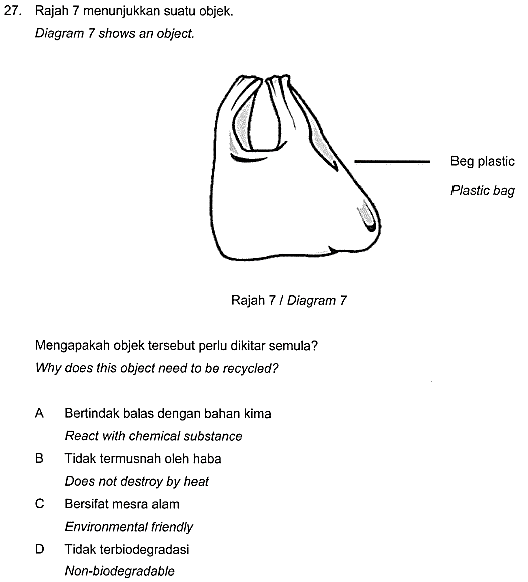 27. Rajah 7 menunjukkan suatu objek.
Diagram 7 shows an object.
Beg plastic
Plastic bag
Rajah 7 / Diagram 7
Mengapakah objek tersebut perlu dikitar semula?
Why does this object need to be recycled?
A Bertindak balas dengan bahan kima
React with chemical substance
B Tidak termusnah oleh haba
Does not destroy by heat
C Bersifat mesra alam
Environmental friendly
D Tidak terbiodegradasi
Non-biodegradable